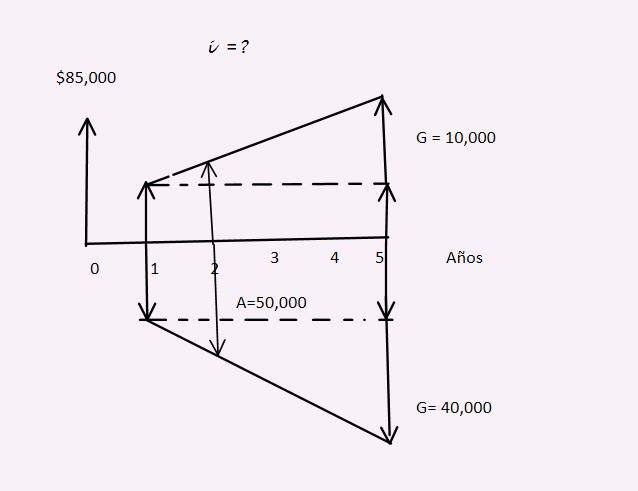 i = ?
$85,000
G = 10,000
0
1
2
3
4
5
Años
A=50,000
G= 40,000